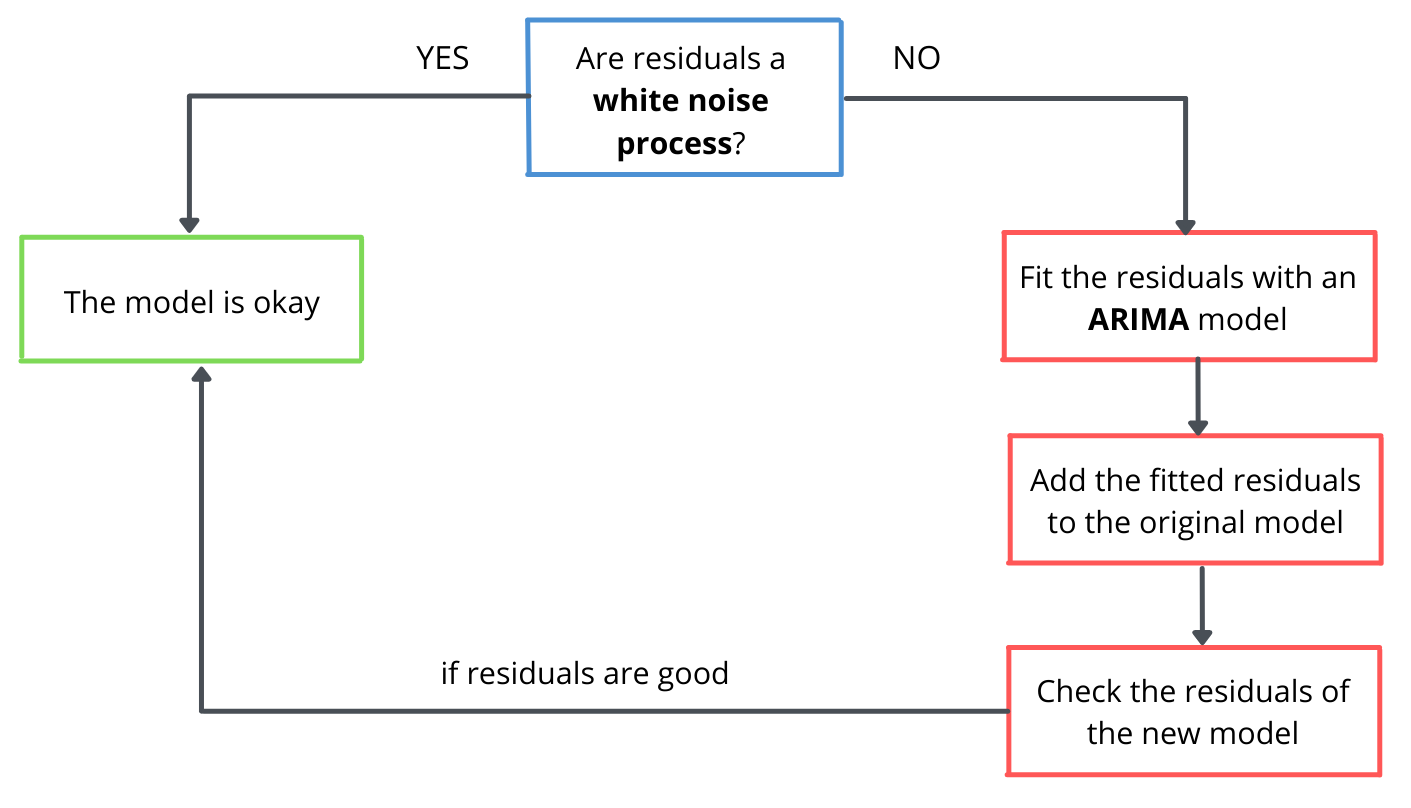 YES
Are residuals a
white noise
process?
NO
The model is okay
Fit the residuals with an
ARIMA model
Add the fitted residuals
to the original model
if residuals are good
Check the residuals of
the new model